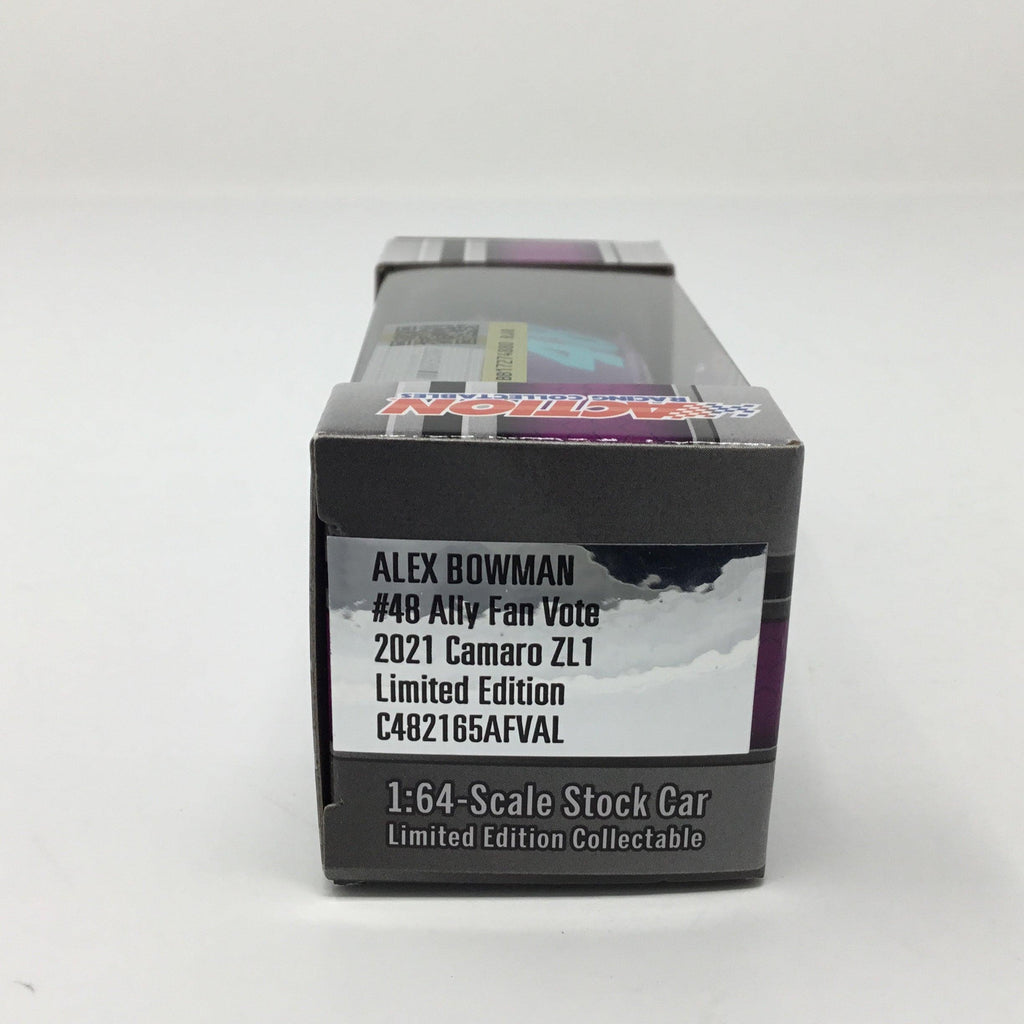 ACTION
RACING COLLECTABLES
ALEX BOWMAN
#48 Ally Fan Vote
2021 Camaro ZL1
Limited Edition
C482165AFVAL
1:64-Scale Stock Car
Limited Edition Collectable